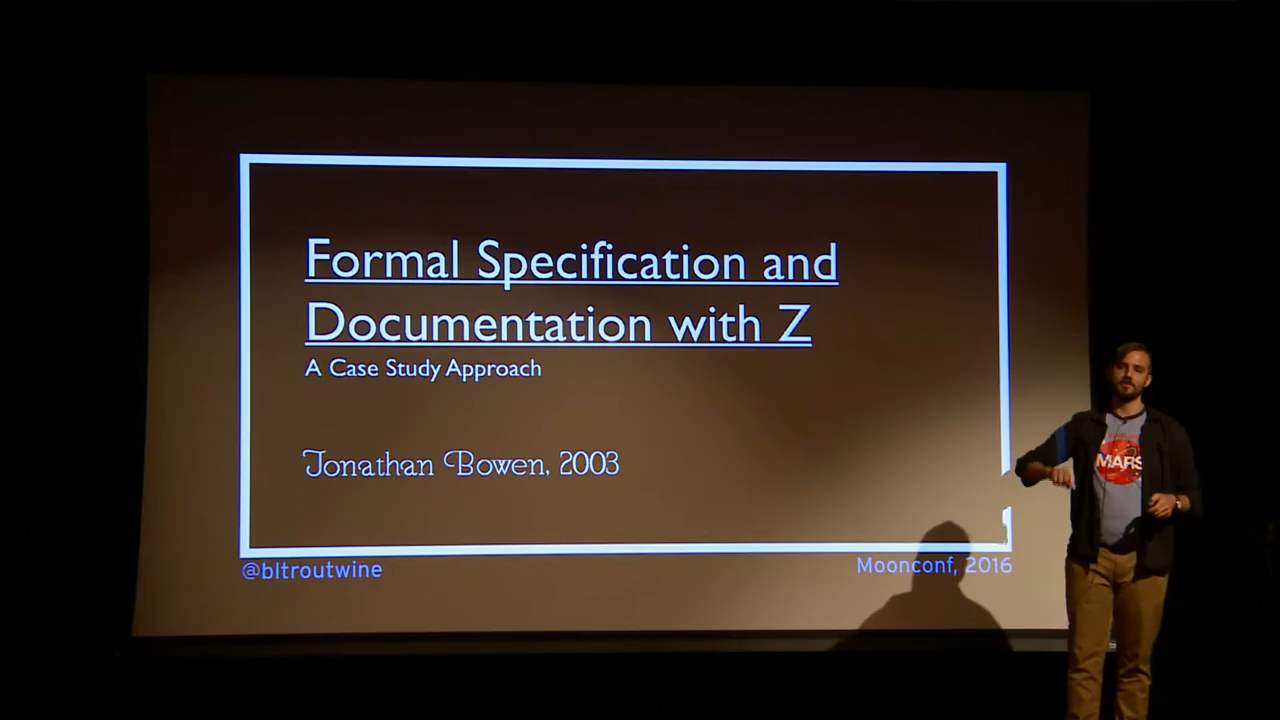 Formal Specification and
Documentation with Z
A Case Study Approach
Jonathan Bowen, 2003
@bltroutwine
Moonconf, 2016
MARS